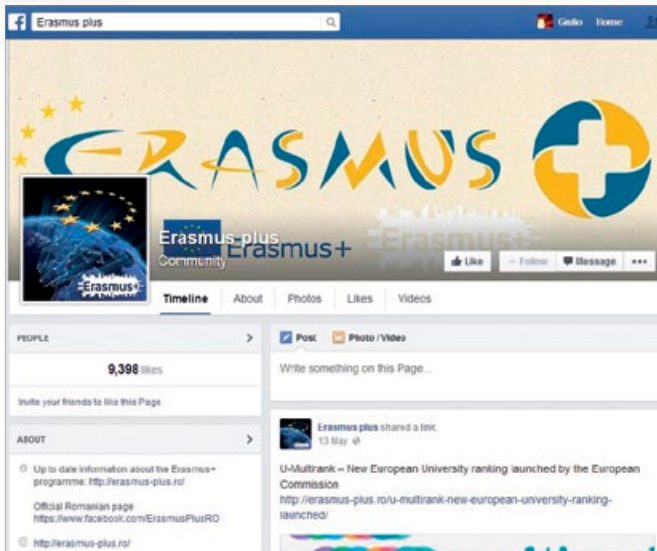 Erasmus plus
Giulio Home
ERASMUS
Erasmus+
Erasmus+
Erasmus+
Erasmus plus
Community
Like
+ Follow
Message
Timeline About Photos Likes Videos
PEOPLE
9,398 likes
Invite your friends to like this Page
ABOUT
Up to date information about the Erasmus+
programme: http://erasmus-plus.ro/
Official Romanian page
https://www.facebook.com/ErasmusPlusRO
http://erasmus-plus.ro/
Post Photo / Video
Write something on this Page...
Erasmus plus shared a link.
13 May
U-Multirank – New European University ranking launched by the European
Commission
http://erasmus-plus.ro/u-multirank-new-european-university-ranking-
launched/